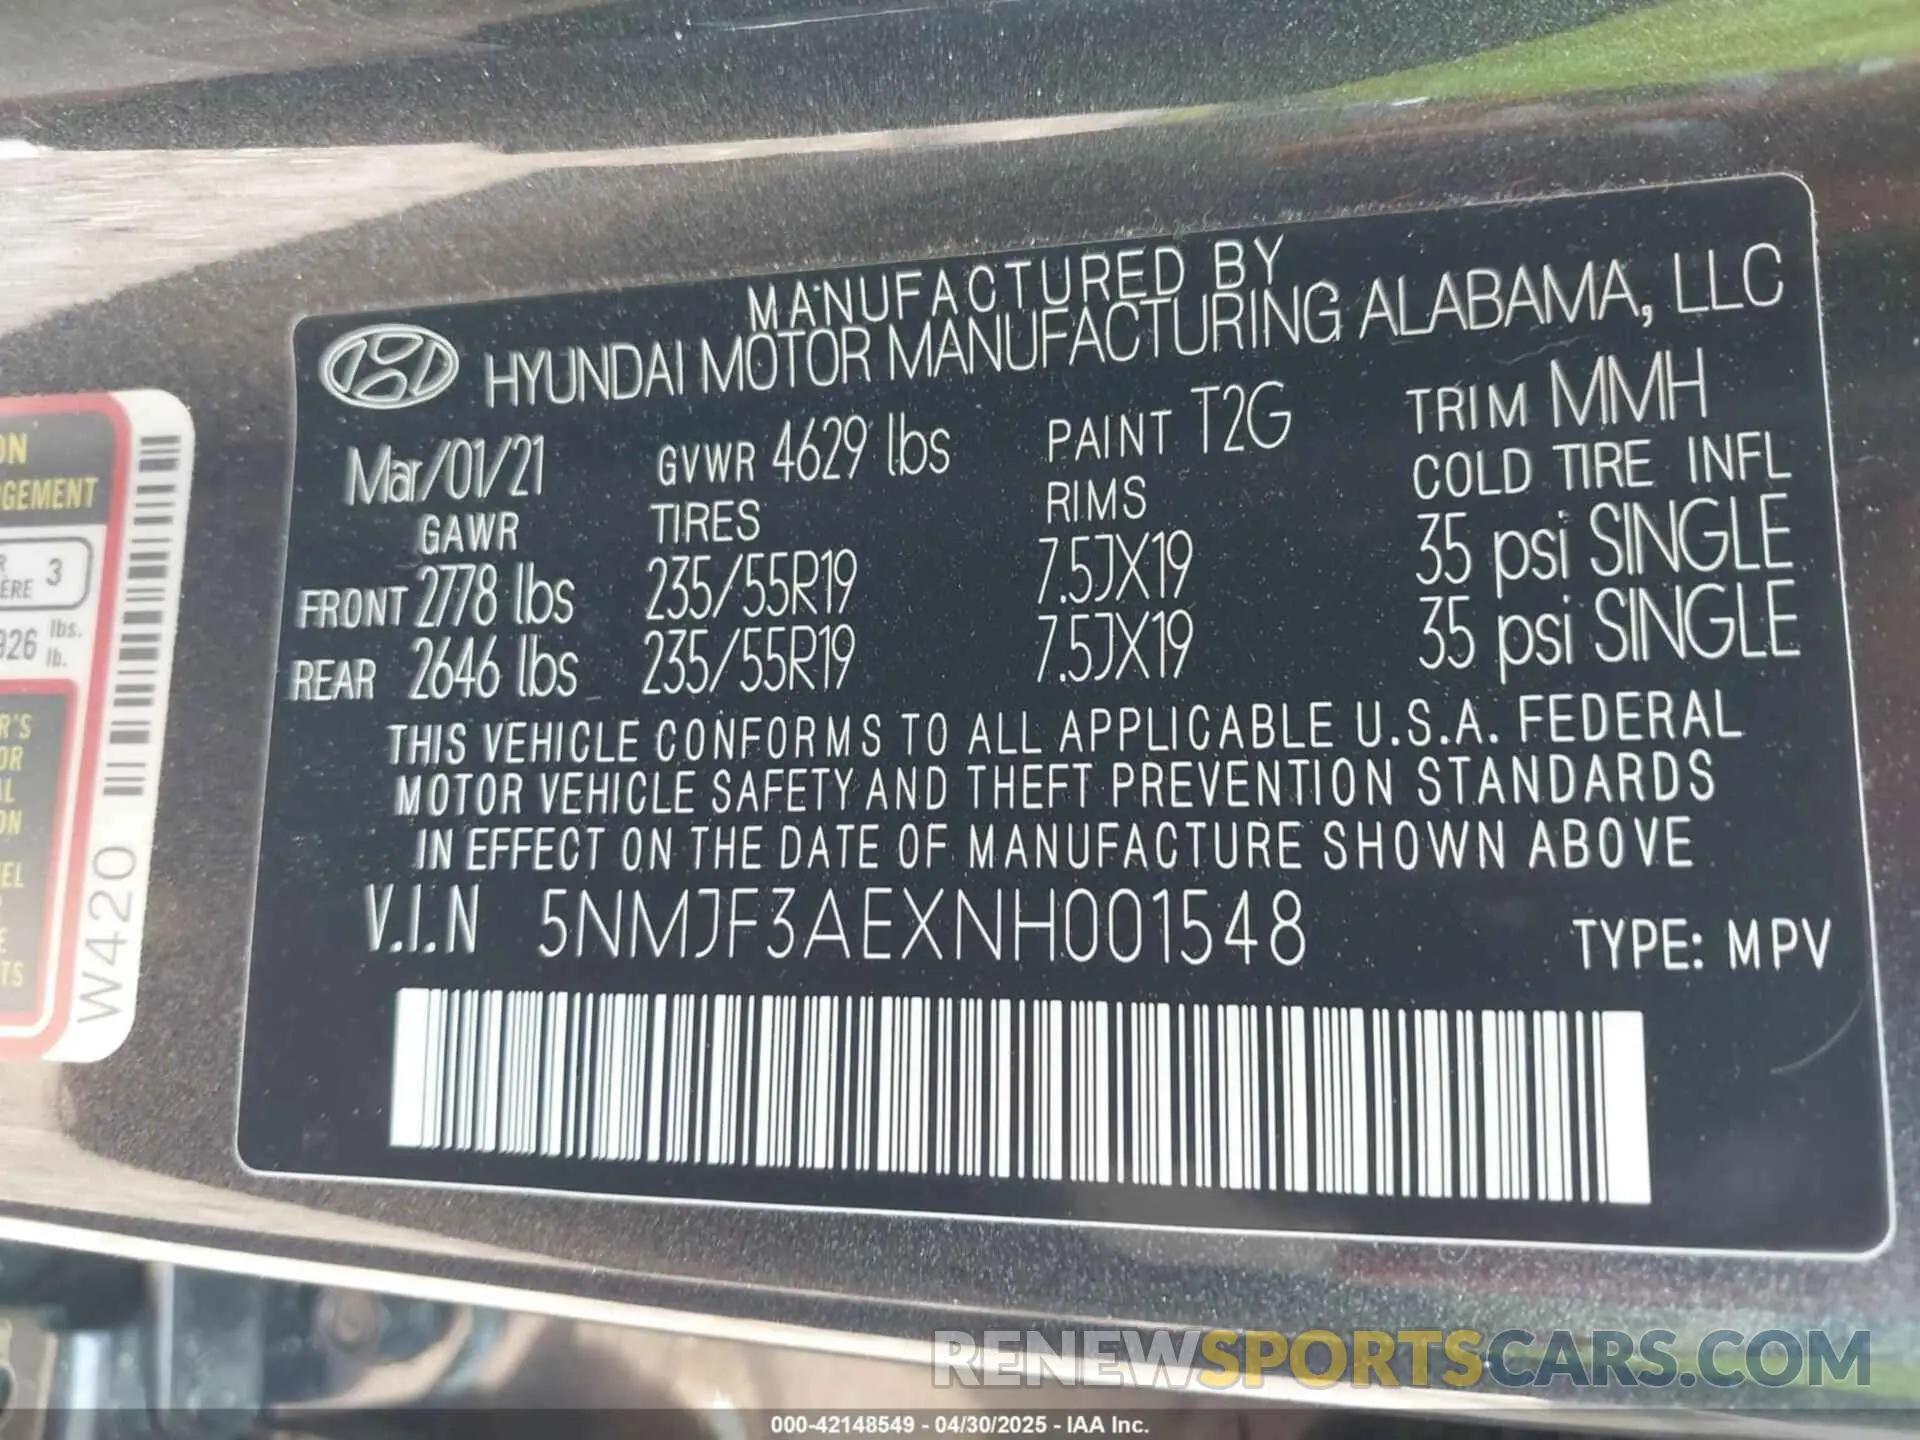 MANUFACTURED BY
HYUNDAI MOTOR MANUFACTURING ALABAMA, LLC
Mar/01/21 GVWR 4629 lbs PAINT T2G TRIM MMH
GAWR TIRES RIMS COLD TIRE INFL
FRONT 2778 lbs 235/55R19 7.5JX19 35 psi SINGLE
REAR 2646 lbs 235/55R19 7.5JX19 35 psi SINGLE
THIS VEHICLE CONFORMS TO ALL APPLICABLE U.S.A. FEDERAL
MOTOR VEHICLE SAFETY AND THEFT PREVENTION STANDARDS
IN EFFECT ON THE DATE OF MANUFACTURE SHOWN ABOVE
V.I.N 5NMJF3AEXNH001548 TYPE: MPV
3
lbs.
lb.
W420
RENEWSPORTSCARS.COM
000-42148549 - 04/30/2025 - IAA Inc.